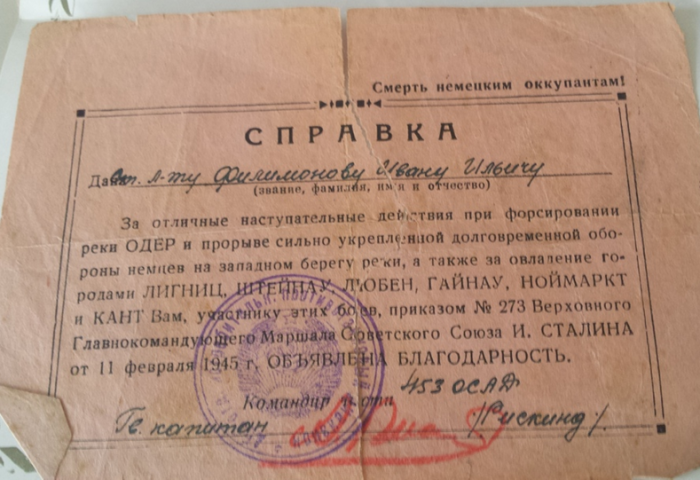 Смерть немецким оккупантам!
СПРАВКА
Дана ст. л-ту Филимонову Ивану Ильичу
(звание, фамилия, имя и отчество)
За отличные наступательные действия при форсировании
реки ОДЕР и прорыве сильно укрепленной долговременной обо-
роны немцев на западном берегу реки, а также за овладение го-
родами ЛИГНИЦ, ШТЕЙНАУ, ЛЮБЕН, ГАЙНАУ, НОЙМАРКТ
и КАНТ Вам, участнику этих боев, приказом № 273 Верховного
Главнокомандующего Маршала Советского Союза И. СТАЛИНА
от 11 февраля 1945 г. ОБЪЯВЛЕНА БЛАГОДАРНОСТЬ.
Командир части 453 ОСАД
Гв. капитан /Рискинд/.